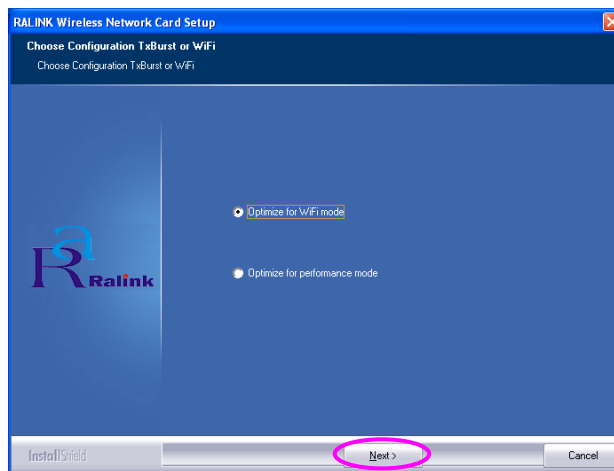 RALINK Wireless Network Card Setup
Choose Configuration TxBurst or WiFi
Choose Configuration TxBurst or WiFi
Optimize for WiFi mode
Optimize for performance mode
Ra
Ralink
InstallShield
Next >
Cancel